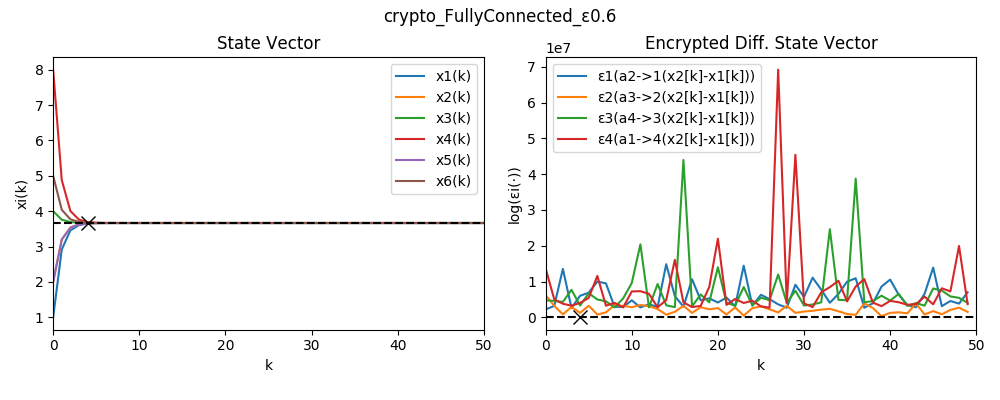 crypto_FullyConnected_ε0.6
State Vector
8
7
6
5
4
3
2
1
xi(k)
0
10
20
30
40
50
k
x1(k)
x2(k)
x3(k)
x4(k)
x5(k)
x6(k)
Encrypted Diff. State Vector
1e7
7
6
5
4
3
2
1
0
log(εi(·))
0
10
20
30
40
50
k
ε1(a2->1(x2[k]-x1[k]))
ε2(a3->2(x2[k]-x1[k]))
ε3(a4->3(x2[k]-x1[k]))
ε4(a1->4(x2[k]-x1[k]))